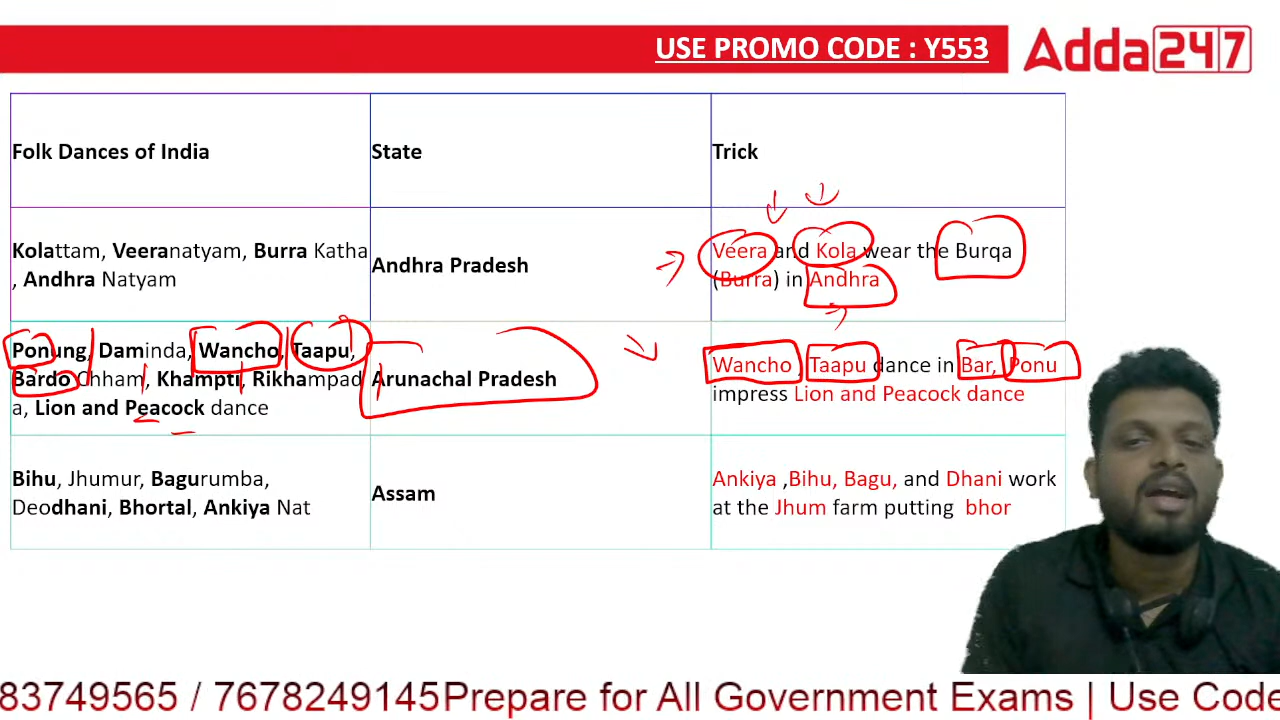 USE PROMO CODE : Y553
Adda247
Folk Dances of India
State
Trick
Kolattam, Veeranatyam, Burra Katha
, Andhra Natyam
Andhra Pradesh
Veera and Kola wear the Burqa
(Burra) in Andhra
Ponung, Daminda, Wancho, Taapu,
Bardo Chham, Khampti, Rikhampad
a, Lion and Peacock dance
Arunachal Pradesh
Wancho, Taapu dance in Bar, Ponu
impress Lion and Peacock dance
Bihu, Jhumur, Bagurumba,
Deodhani, Bhortal, Ankiya Nat
Assam
Ankiya ,Bihu, Bagu, and Dhani work
at the Jhum farm putting bhor
83749565 / 7678249145Prepare for All Government Exams | Use Code